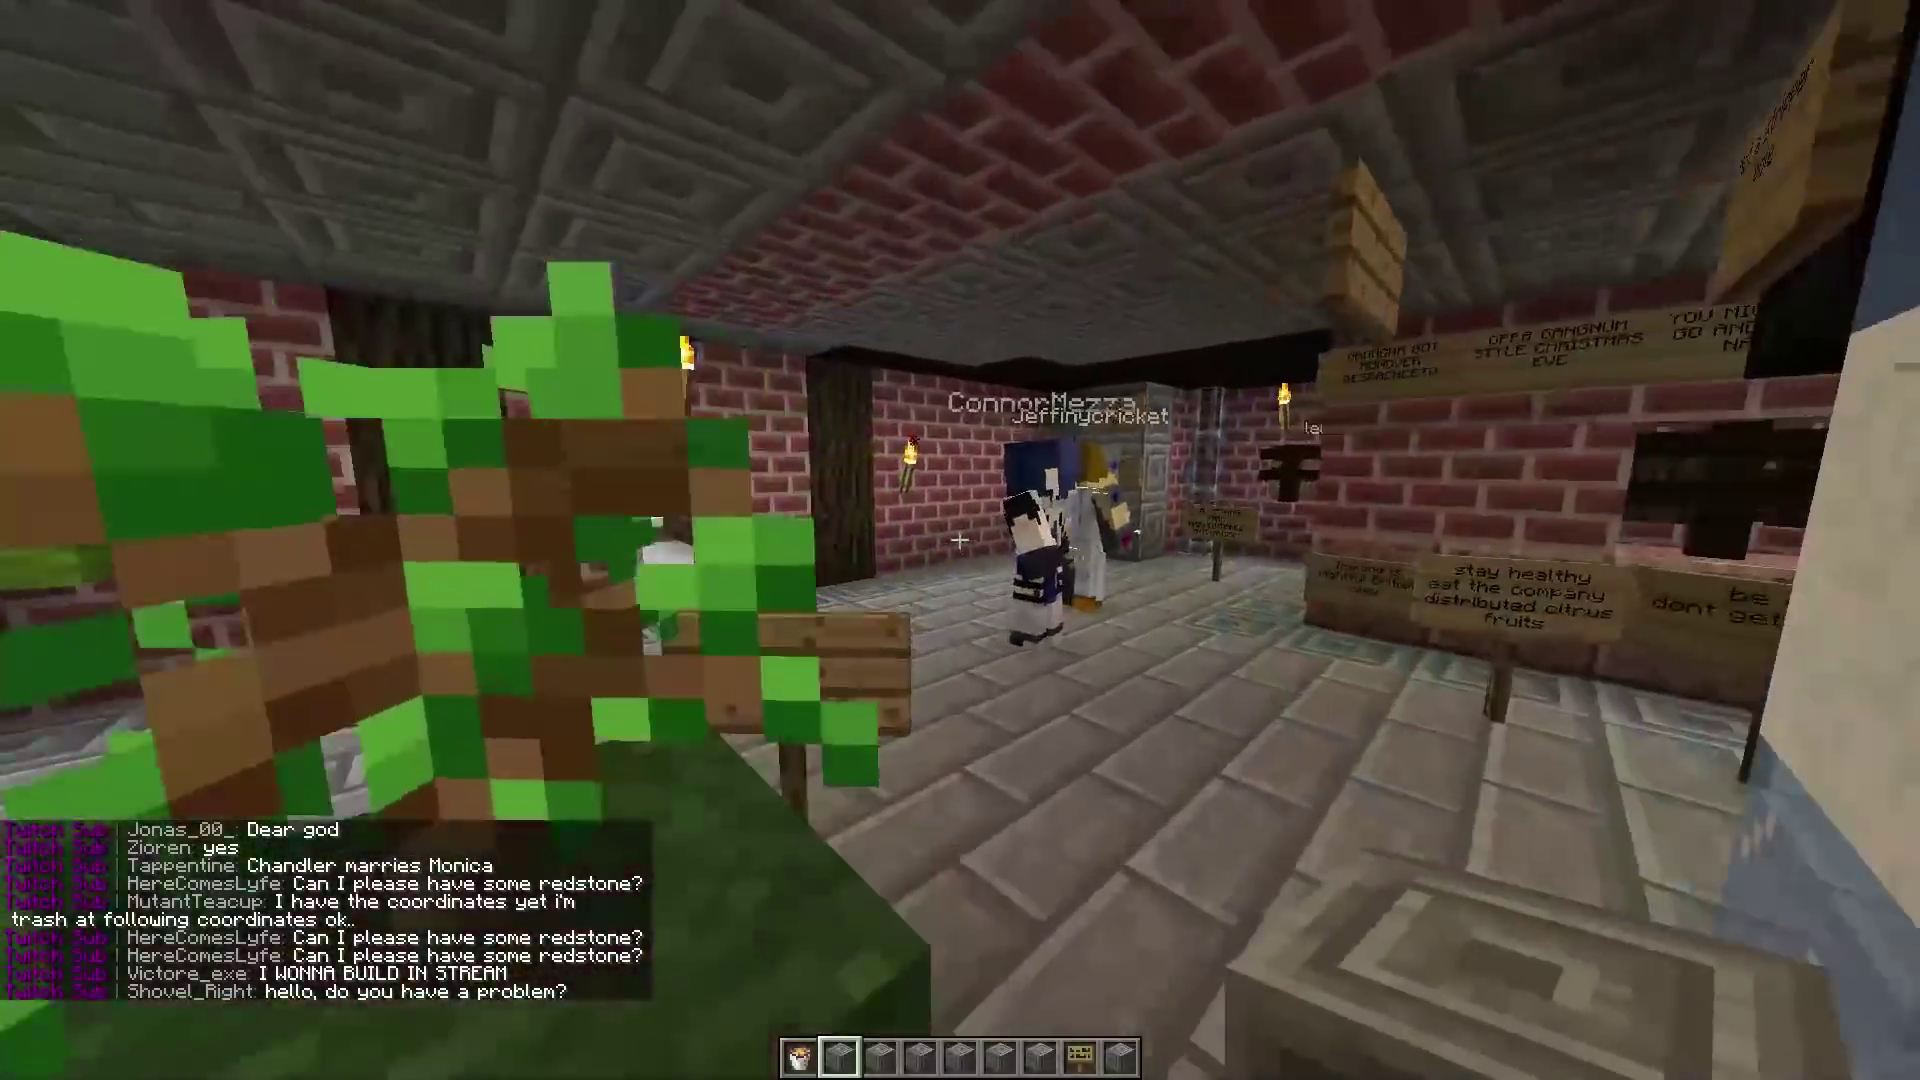 ConnorMezza
Jeffinycricket
OPPA GANGNUM
STYLE CHRISTMAS
EVE
YOU
GO AND
stay healthy
eat the company
distributed citrus
fruits
be
dont get
Twitch Sub | Jonas_00_: Dear god
Twitch Sub | Zioren: yes
Twitch Sub | Tappentine: Chandler marries Monica
Twitch Sub | HereComesLyfe: Can I please have some redstone?
Twitch Sub | MutantTeacup: I have the coordinates yet i'm
trash at following coordinates ok..
Twitch Sub | HereComesLyfe: Can I please have some redstone?
Twitch Sub | HereComesLyfe: Can I please have some redstone?
Twitch Sub | Victore_exe: I WONNA BUILD IN STREAM
Twitch Sub | Shovel_Right: hello, do you have a problem?